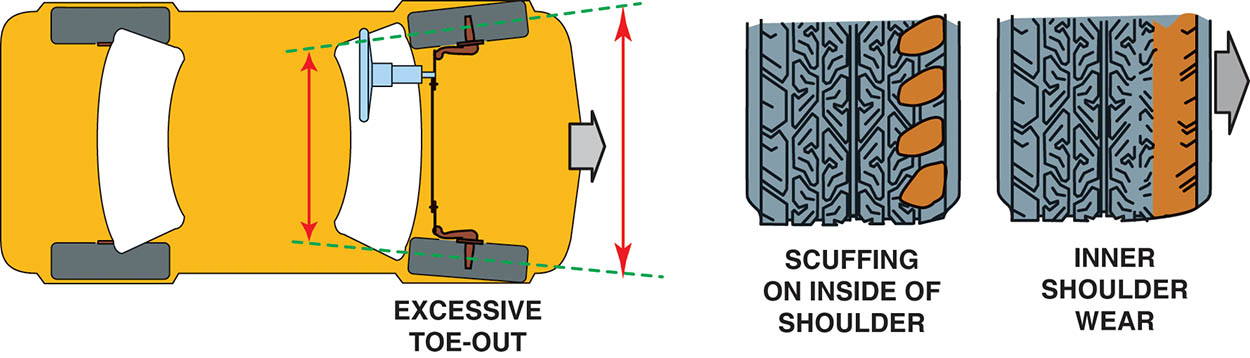 EXCESSIVE
TOE-OUT
SCUFFING
ON INSIDE OF
SHOULDER
INNER
SHOULDER
WEAR